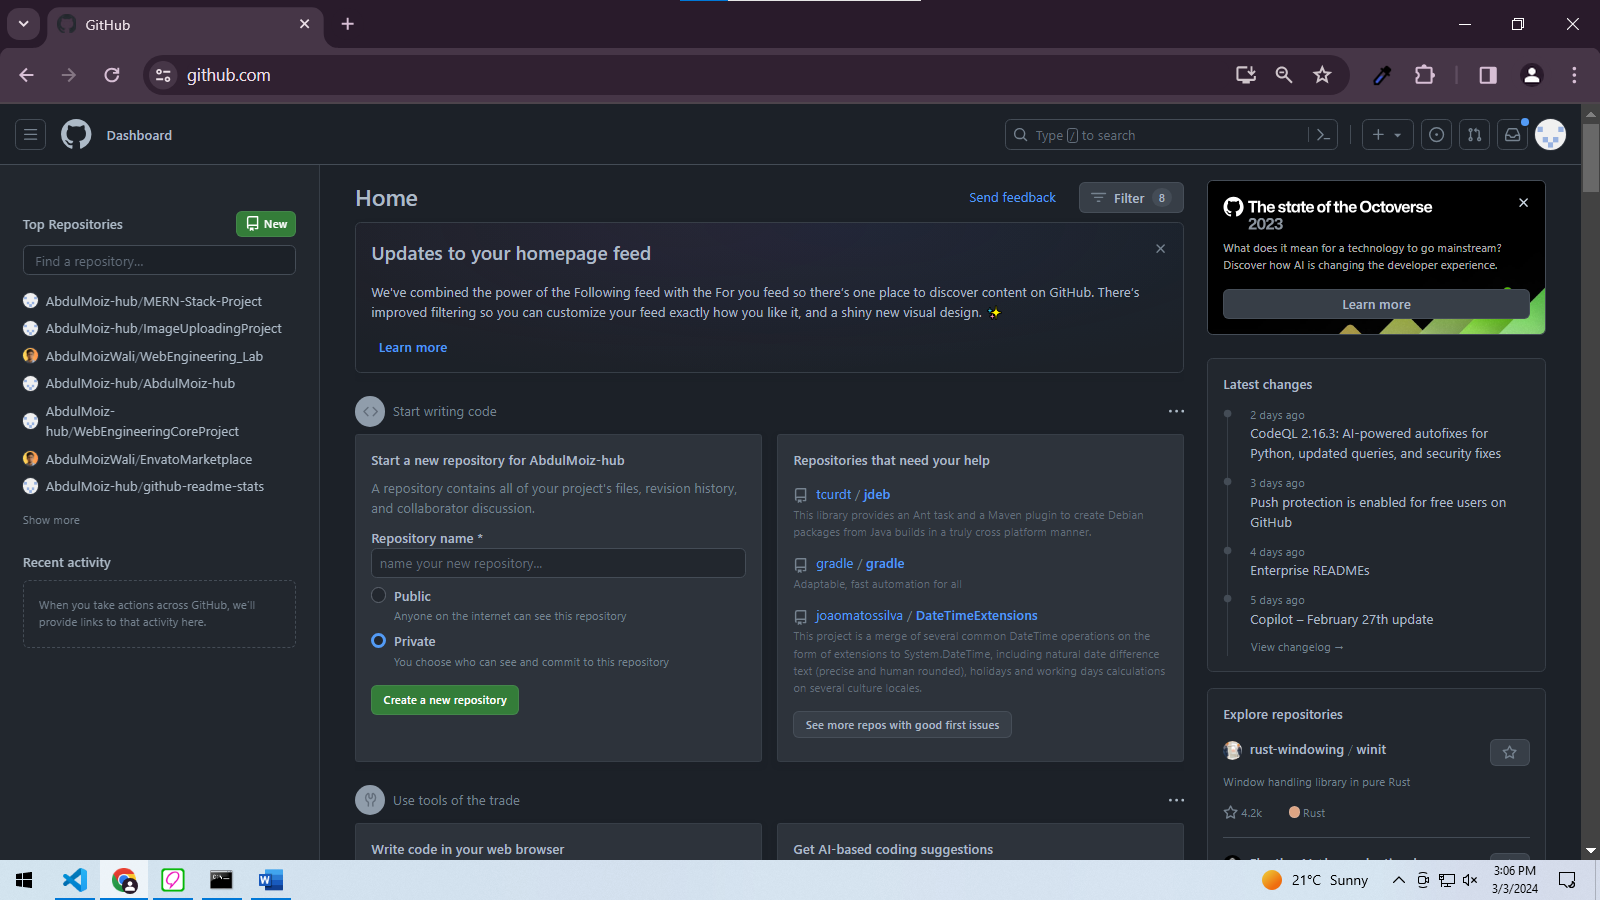 GitHub
github.com
Dashboard
Type / to search
Top Repositories
New
Find a repository...
AbdulMoiz-hub/MERN-Stack-Project
AbdulMoiz-hub/ImageUploadingProject
AbdulMoizWali/WebEngineering_Lab
AbdulMoiz-hub/AbdulMoiz-hub
AbdulMoiz-
hub/WebEngineeringCoreProject
AbdulMoizWali/EnvatoMarketplace
AbdulMoiz-hub/github-readme-stats
Show more
Recent activity
When you take actions across GitHub, we'll
provide links to that activity here.
Home
Send feedback
Filter 8
Updates to your homepage feed
We've combined the power of the Following feed with the For you feed so there's one place to discover content on GitHub. There's
improved filtering so you can customize your feed exactly how you like it, and a shiny new visual design. ✨
Learn more
Start writing code
Start a new repository for AbdulMoiz-hub
A repository contains all of your project's files, revision history,
and collaborator discussion.
Repository name *
name your new repository...
Public
Anyone on the internet can see this repository
Private
You choose who can see and commit to this repository
Create a new repository
Repositories that need your help
tcurdt / jdeb
This library provides an Ant task and a Maven plugin to create Debian
packages from Java builds in a truly cross platform manner.
gradle / gradle
Adaptable, fast automation for all
joaomatossilva / DateTimeExtensions
This project is a merge of several common DateTime operations on the
form of extensions to System.DateTime, including natural date difference
text (precise and human rounded), holidays and working days calculations
on several culture locales.
See more repos with good first issues
Use tools of the trade
Write code in your web browser
Get AI-based coding suggestions
The state of the Octoverse
2023
What does it mean for a technology to go mainstream?
Discover how AI is changing the developer experience.
Learn more
Latest changes
2 days ago
CodeQL 2.16.3: AI-powered autofixes for
Python, updated queries, and security fixes
3 days ago
Push protection is enabled for free users on
GitHub
4 days ago
Enterprise READMEs
5 days ago
Copilot – February 27th update
View changelog →
Explore repositories
rust-windowing / winit
Window handling library in pure Rust
4.2k
Rust
21°C Sunny
3:06 PM
3/3/2024